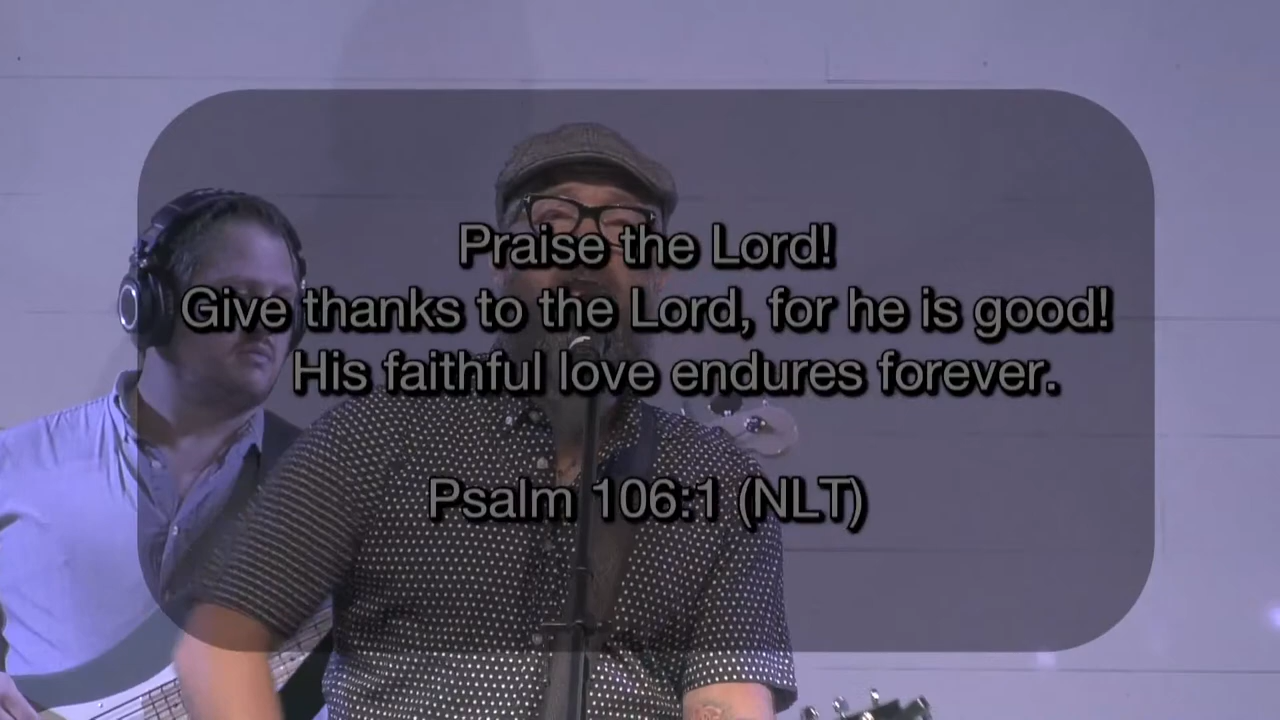 Praise the Lord!
Give thanks to the Lord, for he is good!
His faithful love endures forever.
Psalm 106:1 (NLT)